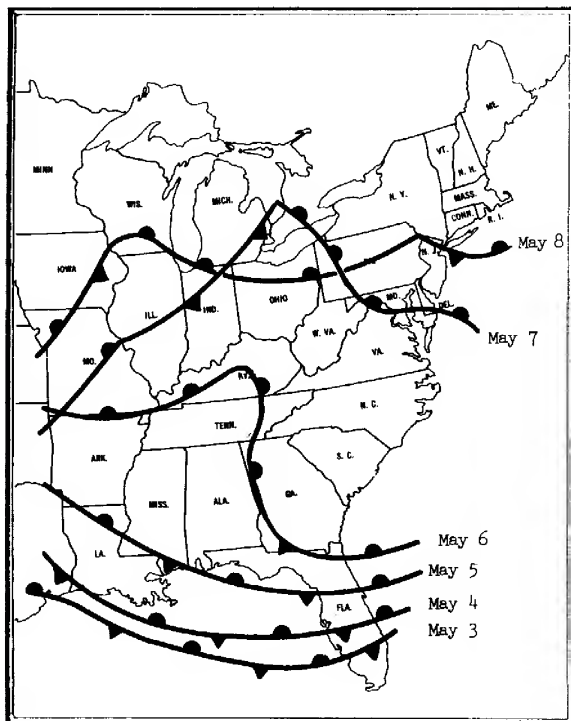 ME.
VT.
N. H.
MINN
N. Y.
MASS.
WIS.
MICH.
CONN.
R. I.
May 8
N. J.
IOWA
OHIO
ILL.
IND.
MD.
DEL.
W. VA.
May 7
MO.
VA.
KY.
N. C.
TENN.
ARK.
S. C.
MISS.
ALA.
GA.
May 6
LA.
May 5
FLA.
May 4
May 3